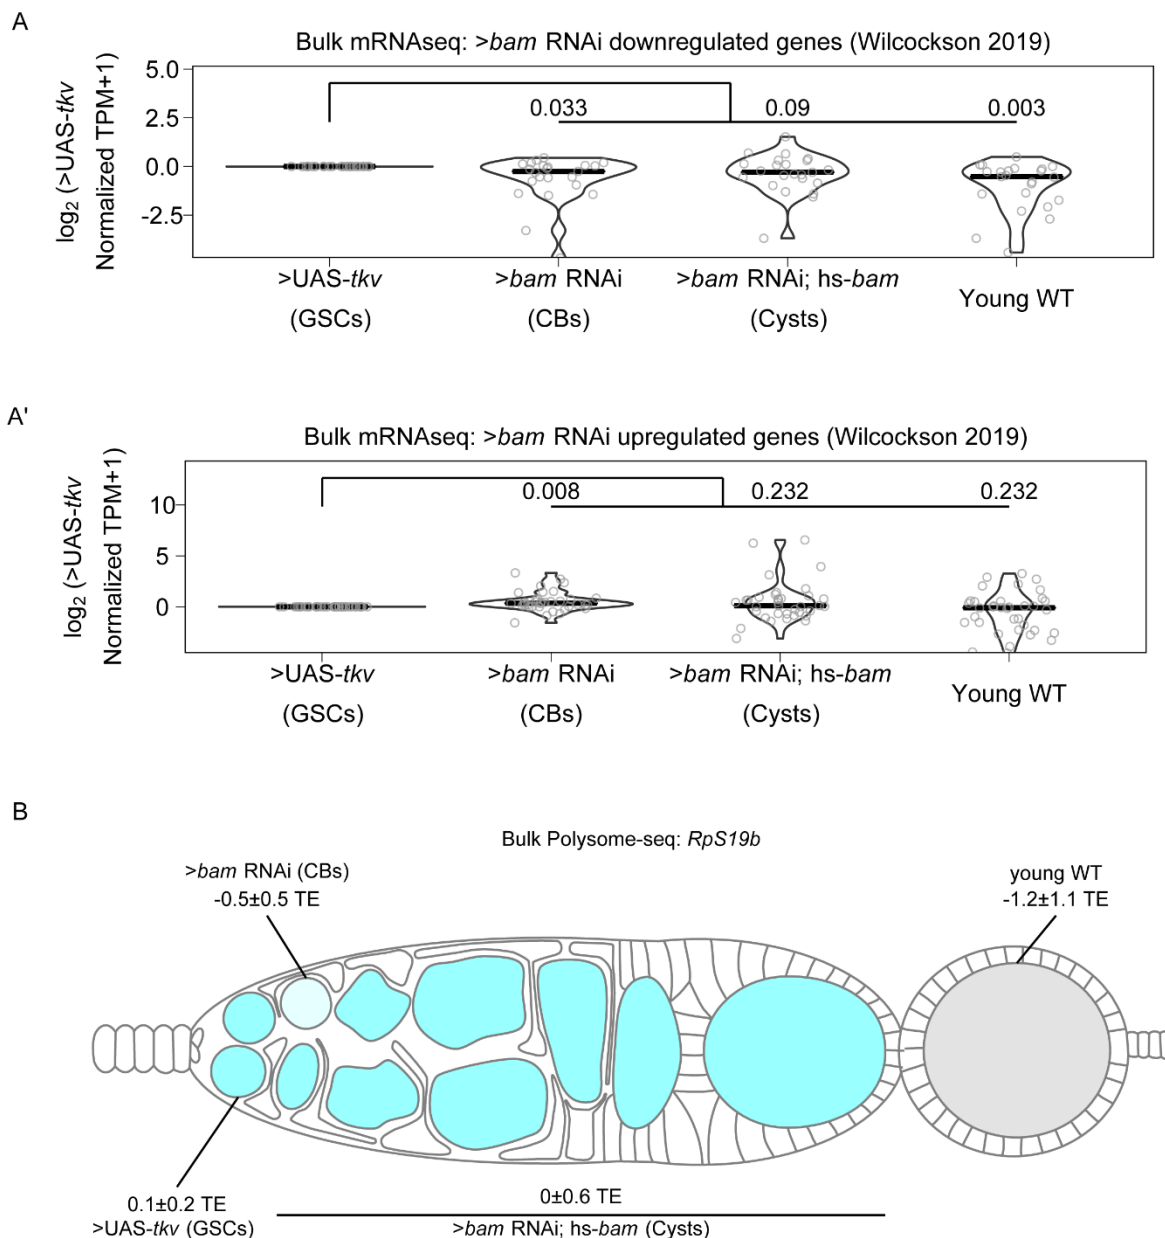 A
Bulk mRNAseq: >bam RNAi downregulated genes (Wilcockson 2019)
log₂ (>UAS-tkv
Normalized TPM+1)
5.0
2.5
0.0
-2.5
0.033
0.09
0.003
>UAS-tkv
(GSCs)
>bam RNAi
(CBs)
>bam RNAi; hs-bam
(Cysts)
Young WT
A'
Bulk mRNAseq: >bam RNAi upregulated genes (Wilcockson 2019)
log₂ (>UAS-tkv
Normalized TPM+1)
10
5
0
0.008
0.232
0.232
>UAS-tkv
(GSCs)
>bam RNAi
(CBs)
>bam RNAi; hs-bam
(Cysts)
Young WT
B
Bulk Polysome-seq: RpS19b
>bam RNAi (CBs)
-0.5±0.5 TE
young WT
-1.2±1.1 TE
0.1±0.2 TE
>UAS-tkv (GSCs)
0±0.6 TE
>bam RNAi; hs-bam (Cysts)